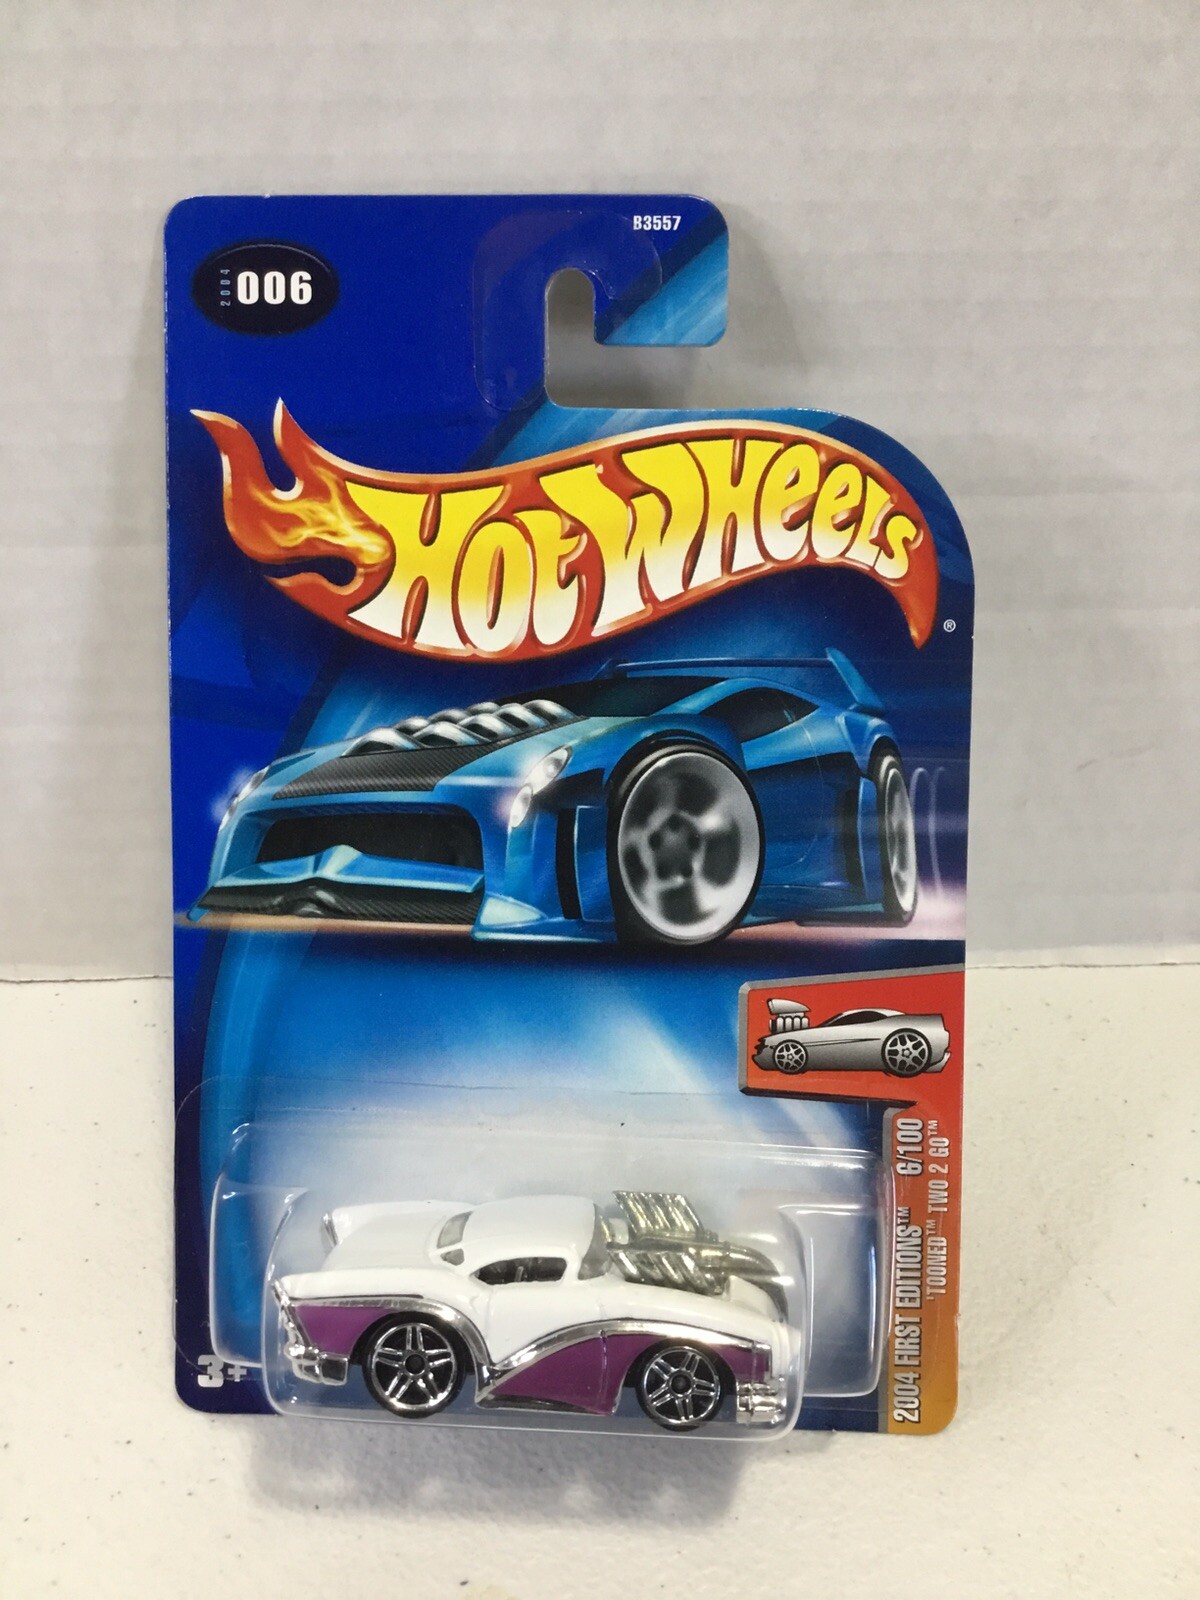 B3557
2004 006
HOT WHEELS
®
2004 FIRST EDITIONS™ 6/100
'TOONED™ TWO 2 GO™
3+